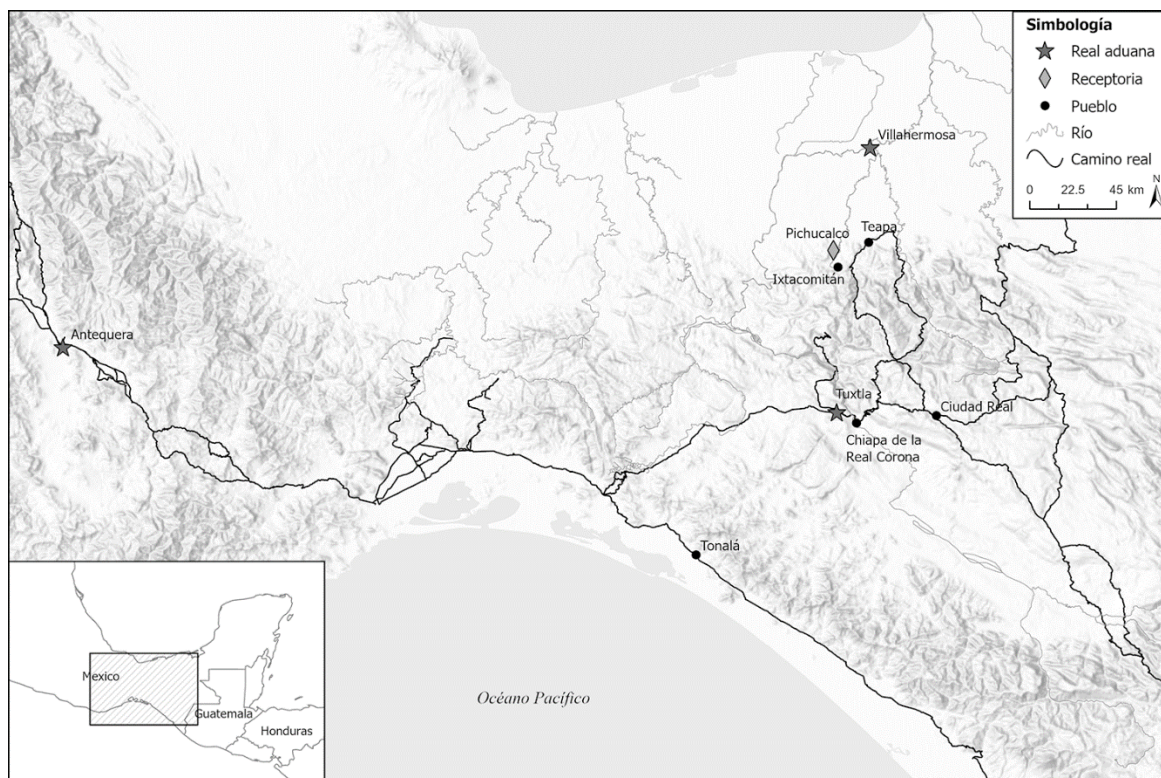 Simbología
Real aduana
Receptoria
Pueblo
Río
Camino real
0 22.5 45 km
N
Villahermosa
Pichucalco
Teapa
Ixtacomitán
Antequera
Tuxtla
Ciudad Real
Chiapa de la
Real Corona
Tonalá
Océano Pacífico
Mexico
Guatemala
Honduras